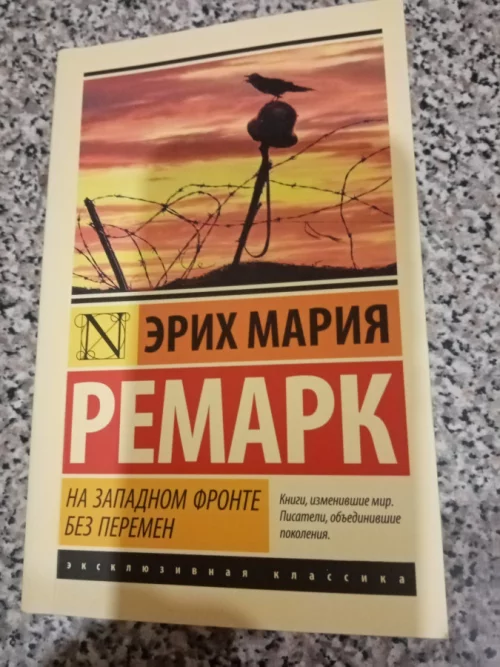 N
ЭРИХ МАРИЯ
РЕМАРК
НА ЗАПАДНОМ ФРОНТЕ
БЕЗ ПЕРЕМЕН
Книги, изменившие мир.
Писатели, объединившие
поколения.
эксклюзивная классика